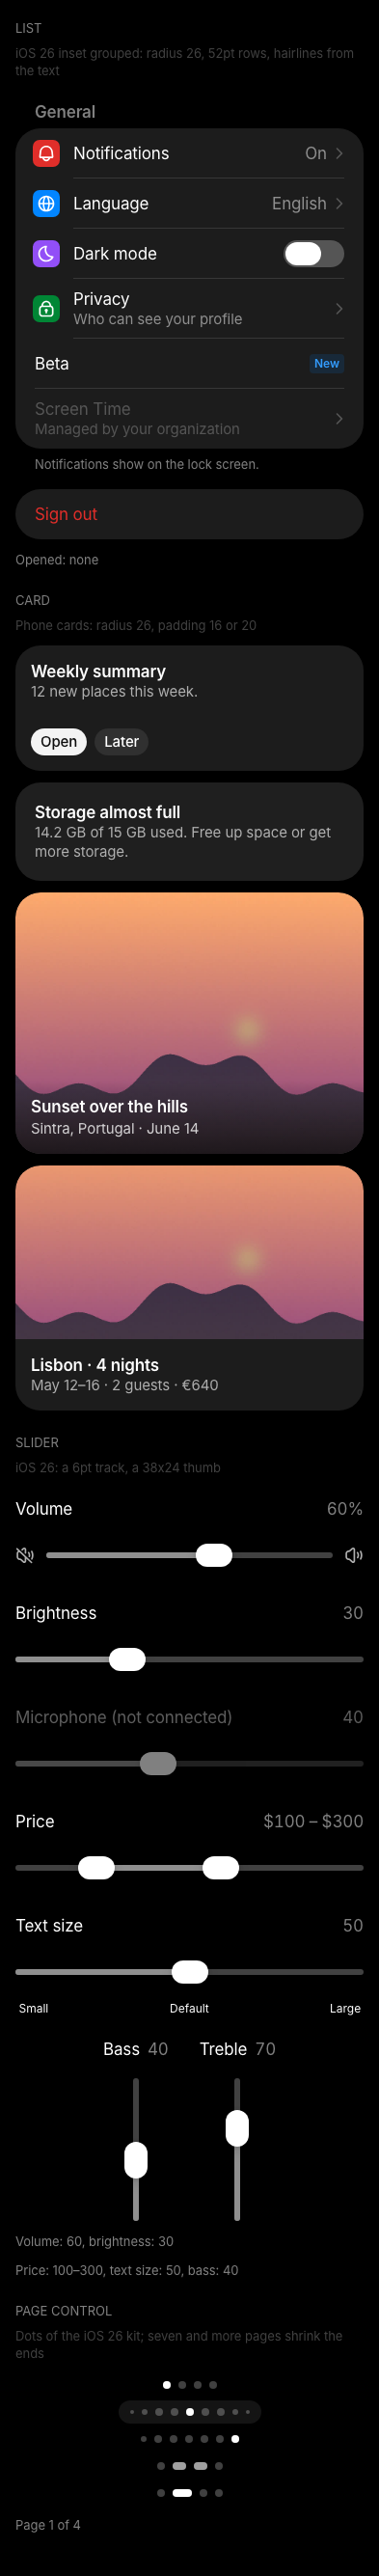 LIST
iOS 26 inset grouped: radius 26, 52pt rows, hairlines from
the text
General
Notifications On
Language English
Dark mode
Privacy
Who can see your profile
Beta New
Screen Time
Managed by your organization
Notifications show on the lock screen.
Sign out
Opened: none
CARD
Phone cards: radius 26, padding 16 or 20
Weekly summary
12 new places this week.
Open Later
Storage almost full
14.2 GB of 15 GB used. Free up space or get
more storage.
Sunset over the hills
Sintra, Portugal · June 14
Lisbon · 4 nights
May 12–16 · 2 guests · €640
SLIDER
iOS 26: a 6pt track, a 38x24 thumb
Volume 60%
Brightness 30
Microphone (not connected) 40
Price $100 – $300
Text size 50
Small Default Large
Bass 40 Treble 70
Volume: 60, brightness: 30
Price: 100–300, text size: 50, bass: 40
PAGE CONTROL
Dots of the iOS 26 kit; seven and more pages shrink the
ends
Page 1 of 4